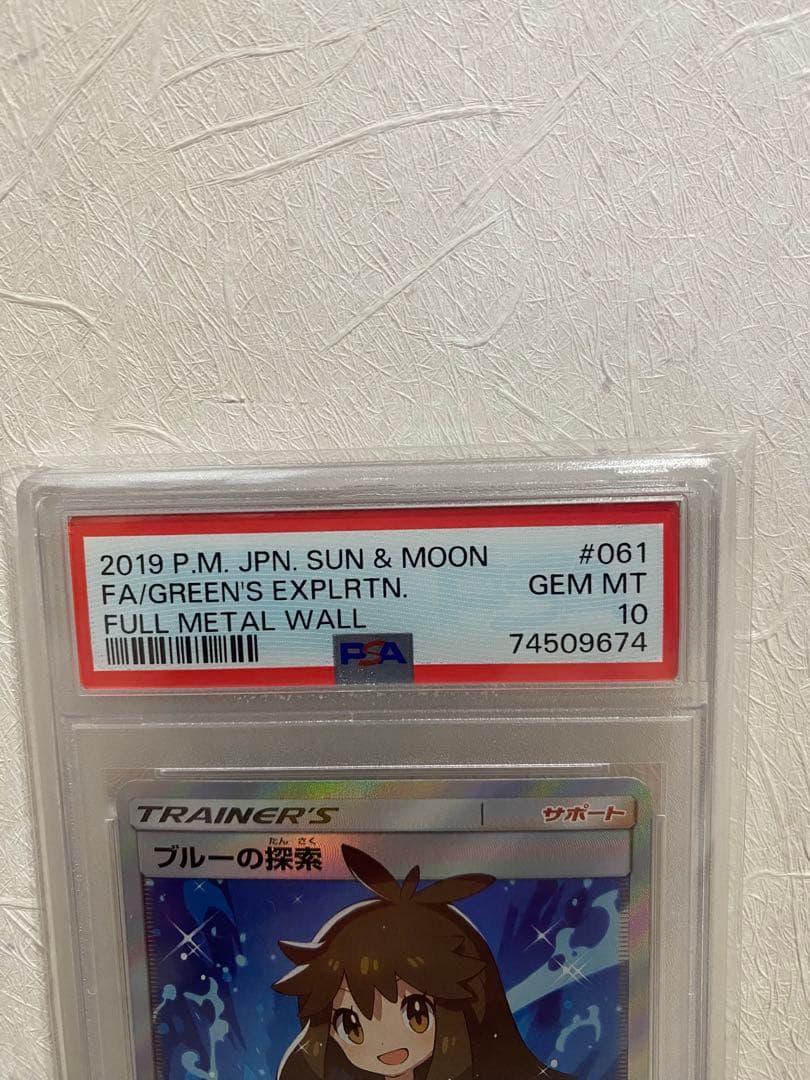 2019 P.M. JPN. SUN & MOON #061
FA/GREEN'S EXPLRTN. GEM MT
FULL METAL WALL 10
PSA 74509674
TRAINER'S サポート
たん さく
ブルーの探索